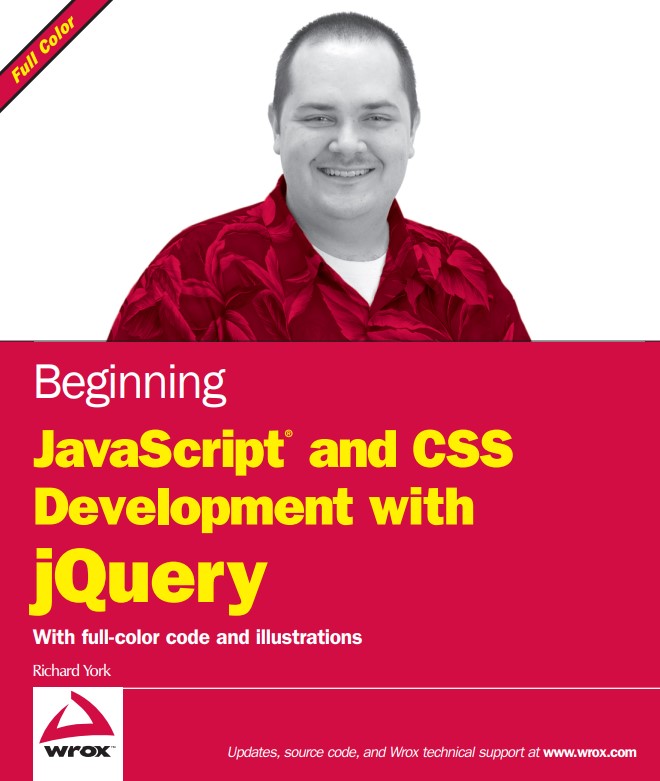 Full Color
Beginning
JavaScript® and CSS
Development with
jQuery
With full-color code and illustrations
Richard York
wrox™
Updates, source code, and Wrox technical support at www.wrox.com